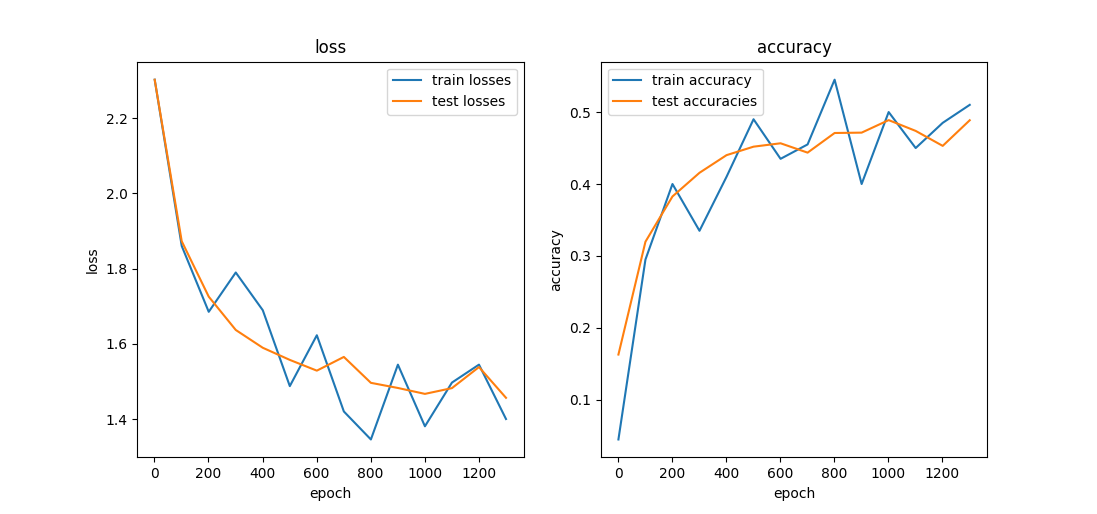 loss
train losses
test losses
2.2
2.0
1.8
1.6
1.4
loss
0 200 400 600 800 1000 1200
epoch
accuracy
train accuracy
test accuracies
0.5
0.4
0.3
0.2
0.1
accuracy
0 200 400 600 800 1000 1200
epoch